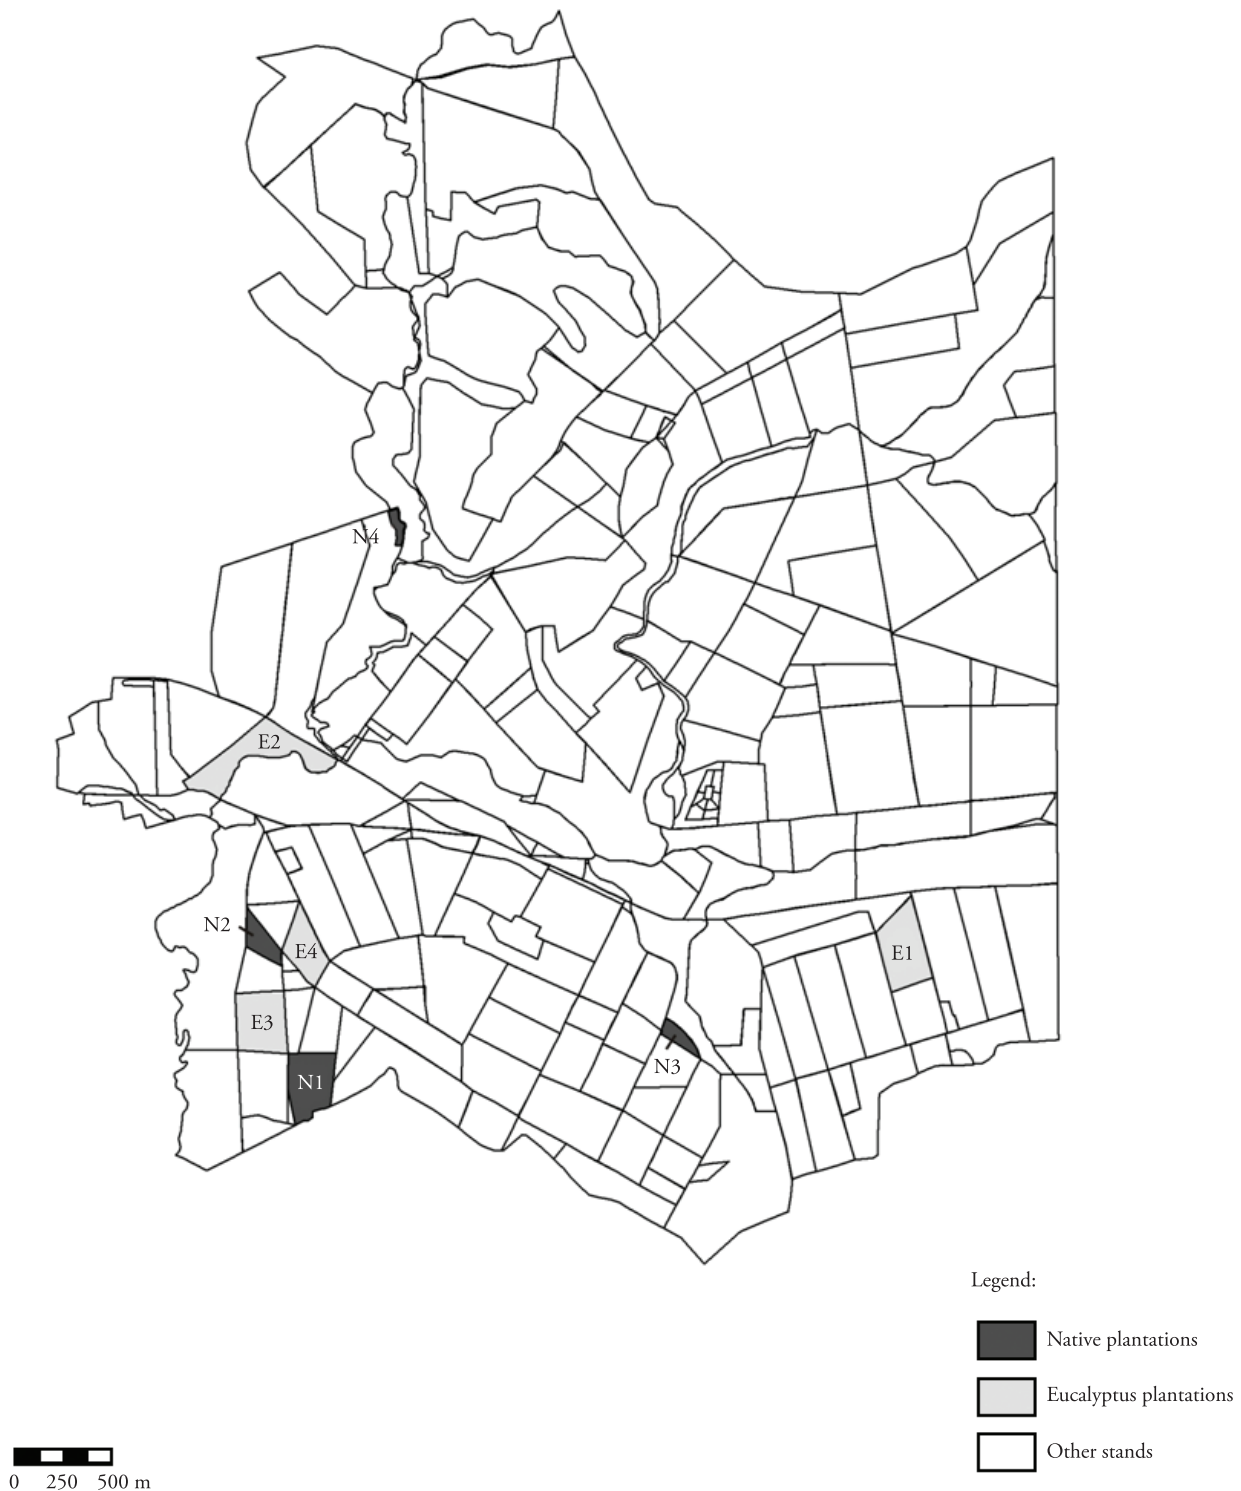 N4
E2
N2
E4
E1
E3
N3
N1
Legend:
Native plantations
Eucalyptus plantations
Other stands
0 250 500 m